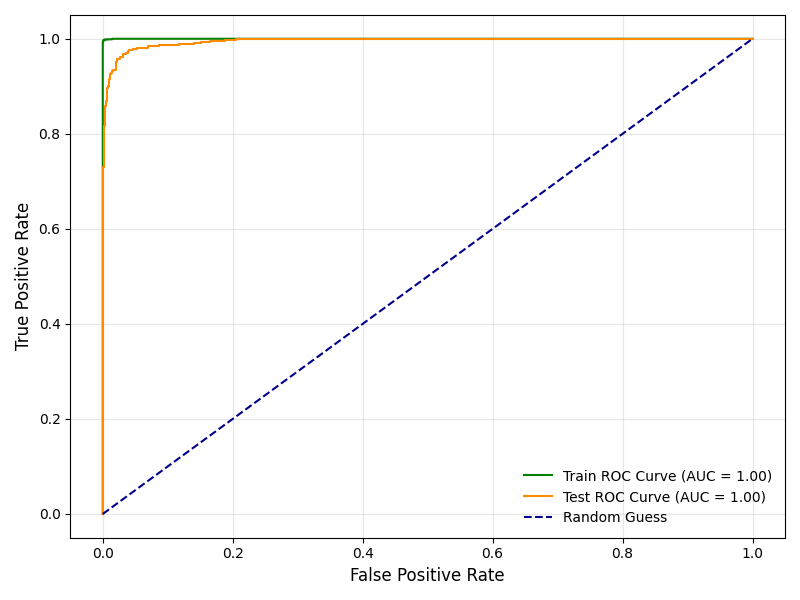 True Positive Rate
1.0
0.8
0.6
0.4
0.2
0.0
Train ROC Curve (AUC = 1.00)
Test ROC Curve (AUC = 1.00)
Random Guess
0.0 0.2 0.4 0.6 0.8 1.0
False Positive Rate